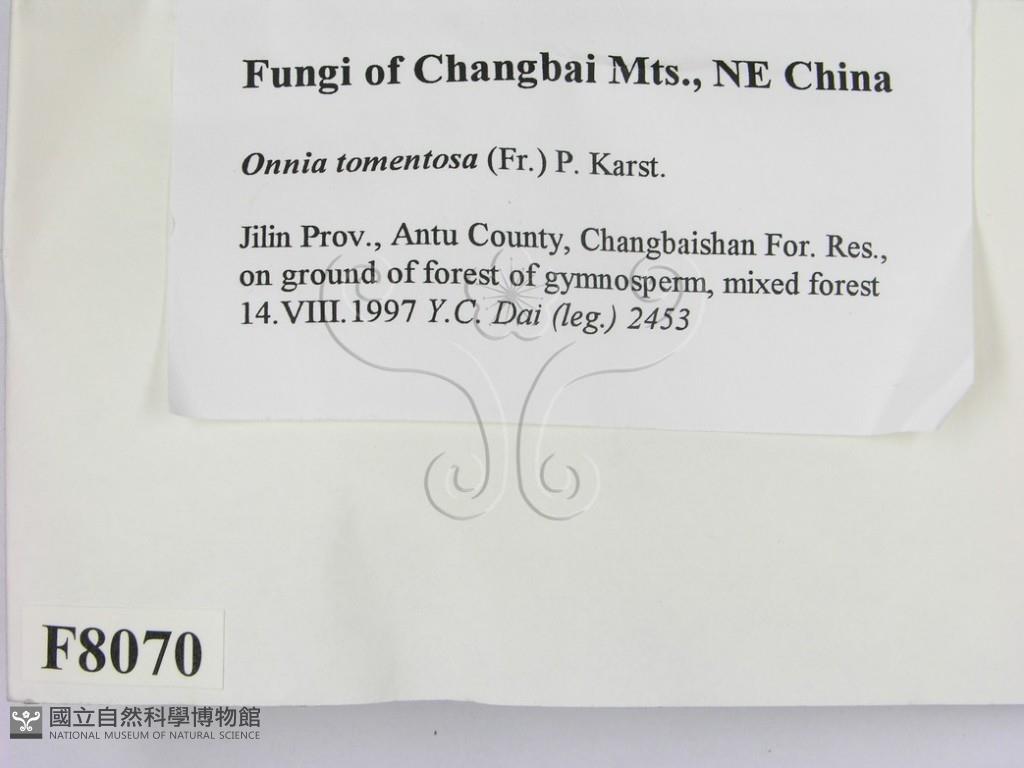 Fungi of Changbai Mts., NE China
Onnia tomentosa (Fr.) P. Karst.
Jilin Prov., Antu County, Changbaishan For. Res.,
on ground of forest of gymnosperm, mixed forest
14.VIII.1997 Y.C. Dai (leg.) 2453
F8070
國立自然科學博物館
NATIONAL MUSEUM OF NATURAL SCIENCE